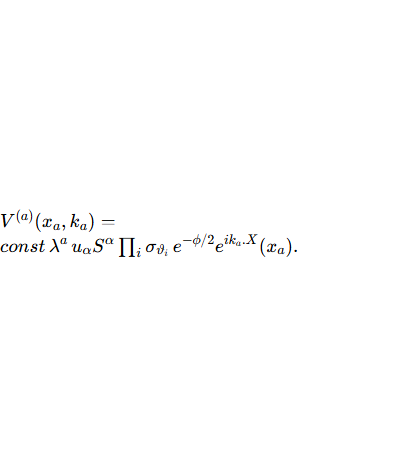 V^{(a)}(x_a, k_a) =
const λ^a u_α S^α ∏_i σ_{ϑ_i} e^{−ϕ/2} e^{ik_a.X}(x_a).